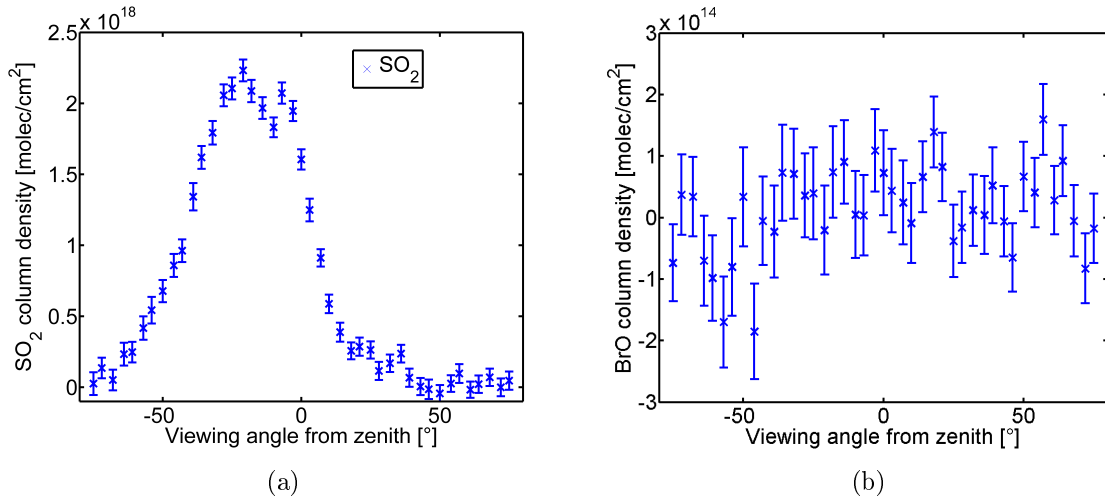 2.5 x 10^18
2
1.5
1
0.5
0
-50 0 50
SO_2 column density [molec/cm^2]
Viewing angle from zenith [°]
× SO_2
(a)
3 x 10^14
2
1
0
-1
-2
-3
-50 0 50
BrO column density [molec/cm^2]
Viewing angle from zenith [°]
(b)